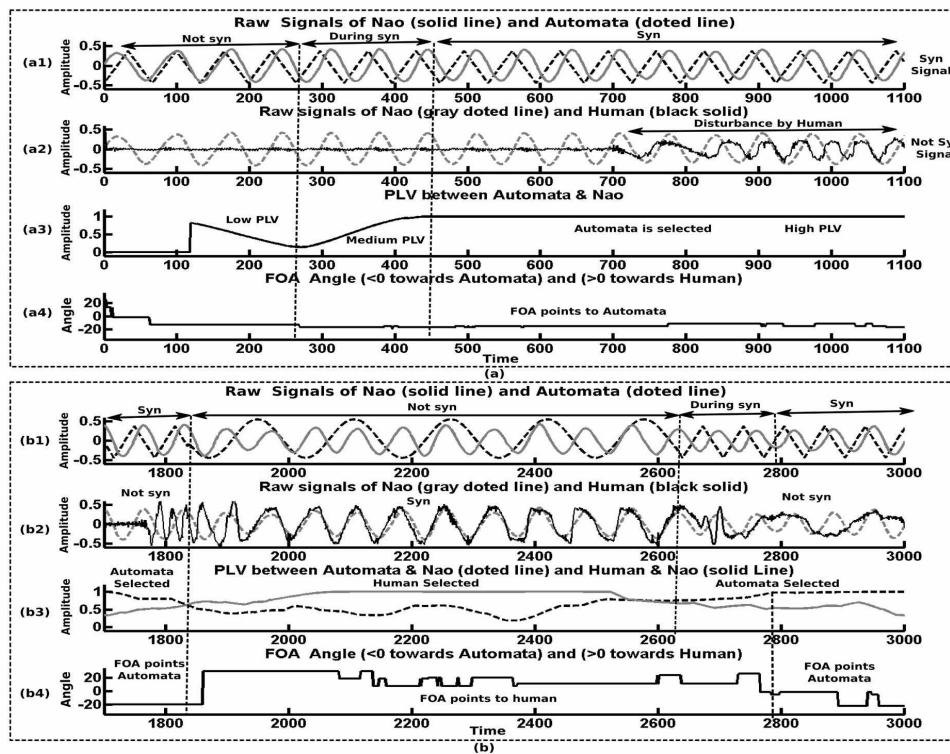 Raw Signals of Nao (solid line) and Automata (doted line)
Not syn During syn Syn
(a1) Amplitude 0.5 0 −0.5 Syn Signal
0 100 200 300 400 500 600 700 800 900 1000 1100
Raw signals of Nao (gray doted line) and Human (black solid)
Disturbance by Human
(a2) Amplitude 0.5 0 −0.5 Not Sy Signal
0 100 200 300 400 500 600 700 800 900 1000 1100
PLV between Automata & Nao
(a3) Amplitude 1 0.5 0 Low PLV Medium PLV Automata is selected High PLV
0 100 200 300 400 500 600 700 800 900 1000 1100
FOA Angle (<0 towards Automata) and (>0 towards Human)
(a4) Angle 20 0 −20 FOA points to Automata
0 100 200 300 400 500 600 700 800 900 1000 1100
Time
(a)
Raw Signals of Nao (solid line) and Automata (doted line)
Syn Not syn During syn Syn
(b1) Amplitude 0.5 0 −0.5
1800 2000 2200 2400 2600 2800 3000
Raw signals of Nao (gray doted line) and Human (black solid)
Not syn Syn Not syn
(b2) Amplitude 0.5 0 −0.5
1800 2000 2200 2400 2600 2800 3000
PLV between Automata & Nao (doted line) and Human & Nao (solid Line)
Automata Selected Human Selected Automata Selected
(b3) Amplitude 1 0.5 0
1800 2000 2200 2400 2600 2800 3000
FOA Angle (<0 towards Automata) and (>0 towards Human)
FOA points Automata FOA points to human FOA points Automata
(b4) Angle 20 0 −20
1800 2000 2200 2400 2600 2800 3000
Time
(b)